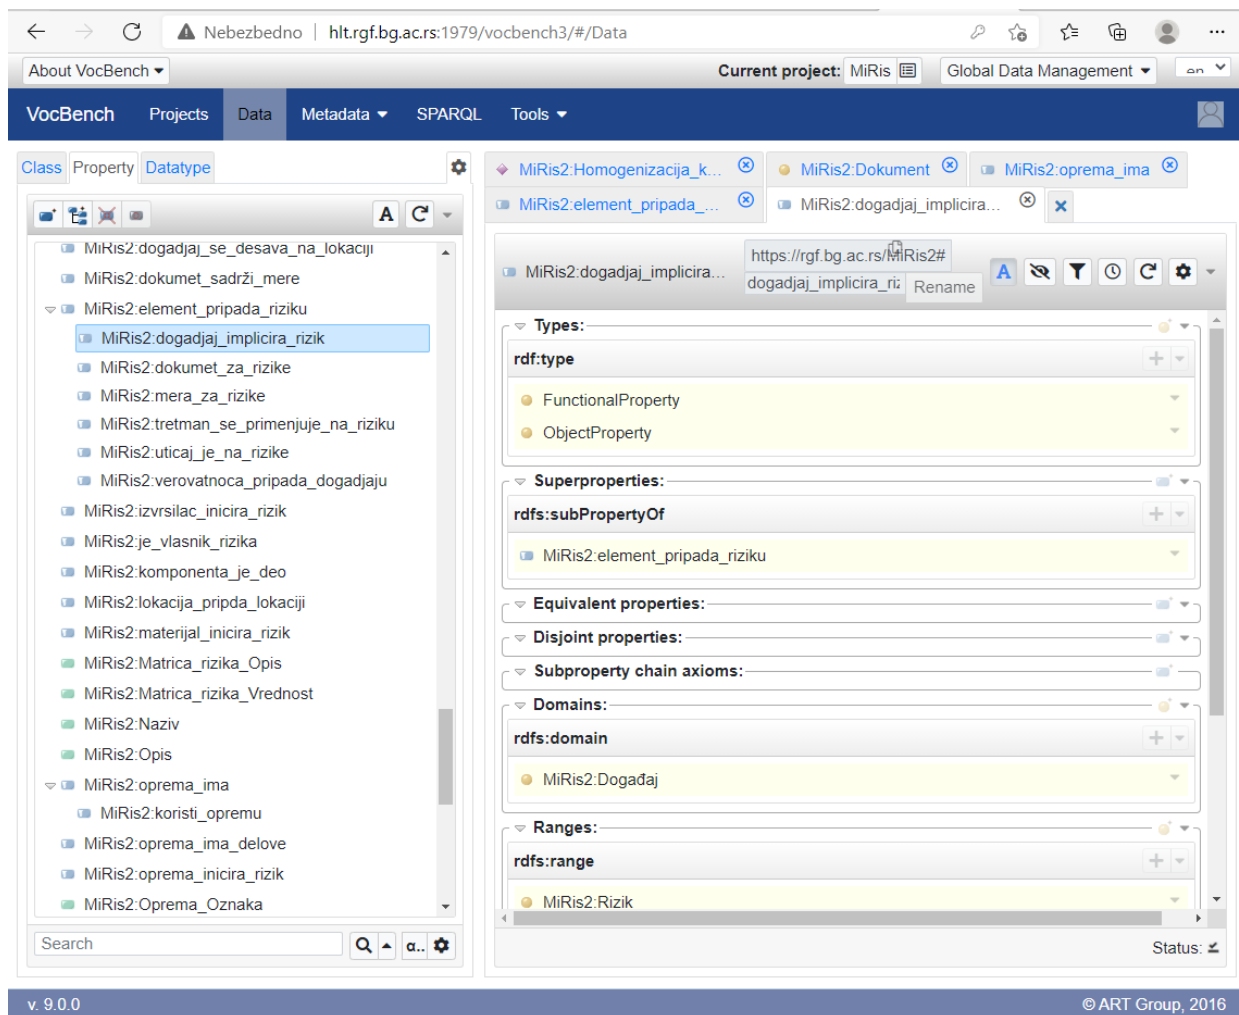 Nebezbedno | hlt.rgf.bg.ac.rs:1979/vocbench3/#/Data
About VocBench
Current project: MiRis
Global Data Management
en
VocBench Projects Data Metadata SPARQL Tools
Class Property Datatype
A
MiRis2:dogadjaj_se_desava_na_lokaciji
MiRis2:dokumet_sadrži_mere
MiRis2:element_pripada_riziku
MiRis2:dogadjaj_implicira_rizik
MiRis2:dokumet_za_rizike
MiRis2:mera_za_rizike
MiRis2:tretman_se_primenjuje_na_riziku
MiRis2:uticaj_je_na_rizike
MiRis2:verovatnoca_pripada_dogadjaju
MiRis2:izvrsilac_inicira_rizik
MiRis2:je_vlasnik_rizika
MiRis2:komponenta_je_deo
MiRis2:lokacija_pripda_lokaciji
MiRis2:materijal_inicira_rizik
MiRis2:Matrica_rizika_Opis
MiRis2:Matrica_rizika_Vrednost
MiRis2:Naziv
MiRis2:Opis
MiRis2:oprema_ima
MiRis2:koristi_opremu
MiRis2:oprema_ima_delove
MiRis2:oprema_inicira_rizik
MiRis2:Oprema_Oznaka
Search
α..
MiRis2:Homogenizacija_k...
MiRis2:Dokument
MiRis2:oprema_ima
MiRis2:element_pripada_...
MiRis2:dogadjaj_implicira...
MiRis2:dogadjaj_implicira...
https://rgf.bg.ac.rs/MiRis2#
dogadjaj_implicira_riz
Rename
A
Types:
rdf:type
FunctionalProperty
ObjectProperty
Superproperties:
rdfs:subPropertyOf
MiRis2:element_pripada_riziku
Equivalent properties:
Disjoint properties:
Subproperty chain axioms:
Domains:
rdfs:domain
MiRis2:Događaj
Ranges:
rdfs:range
MiRis2:Rizik
Status:
v. 9.0.0
© ART Group, 2016